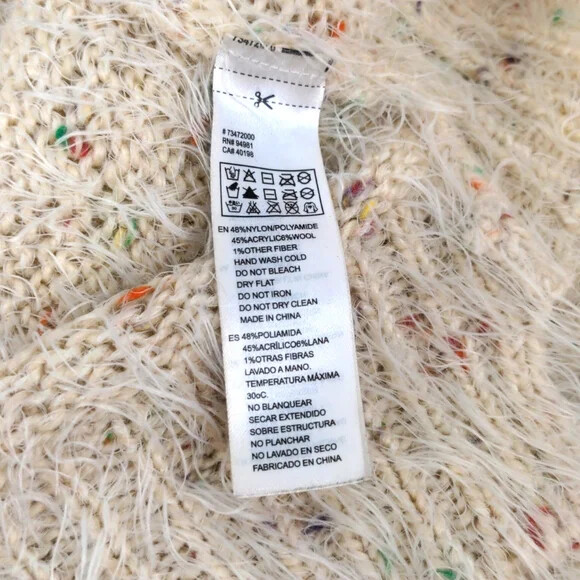 # 73472000
RN# 94981
CA# 40198
EN 48%NYLON/POLYAMIDE
45%ACRYLIC6%WOOL
1%OTHER FIBER
HAND WASH COLD
DO NOT BLEACH
DRY FLAT
DO NOT IRON
DO NOT DRY CLEAN
MADE IN CHINA
ES 48%POLIAMIDA
45%ACRÍLICO6%LANA
1%OTRAS FIBRAS
LAVADO A MANO.
TEMPERATURA MÁXIMA
30oC.
NO BLANQUEAR
SECAR EXTENDIDO
SOBRE ESTRUCTURA
NO PLANCHAR
NO LAVADO EN SECO
FABRICADO EN CHINA